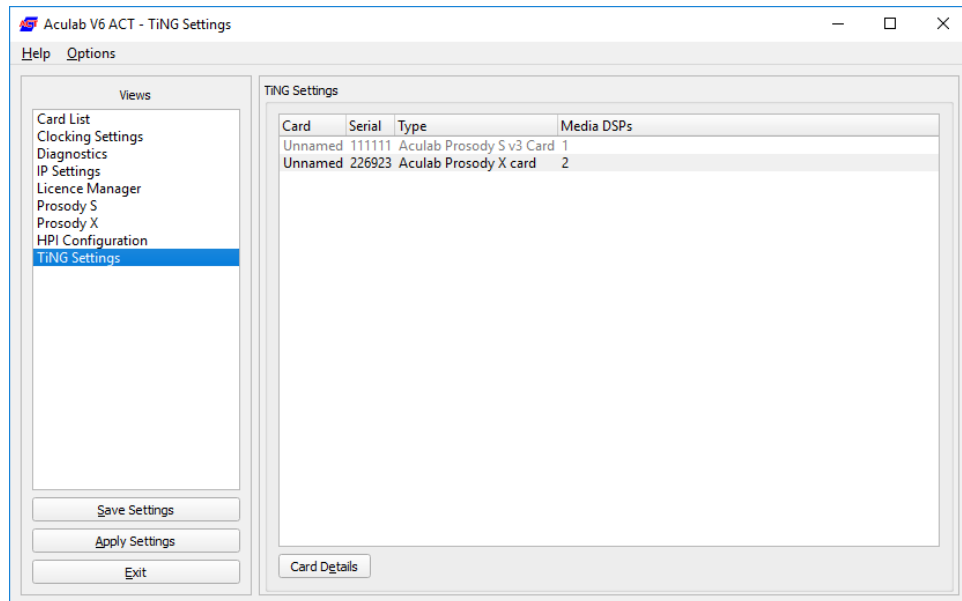 Aculab V6 ACT - TiNG Settings
Help Options
Views
Card List
Clocking Settings
Diagnostics
IP Settings
Licence Manager
Prosody S
Prosody X
HPI Configuration
TiNG Settings
Save Settings
Apply Settings
Exit
TiNG Settings
Card Serial Type Media DSPs
Unnamed 111111 Aculab Prosody S v3 Card 1
Unnamed 226923 Aculab Prosody X card 2
Card Details